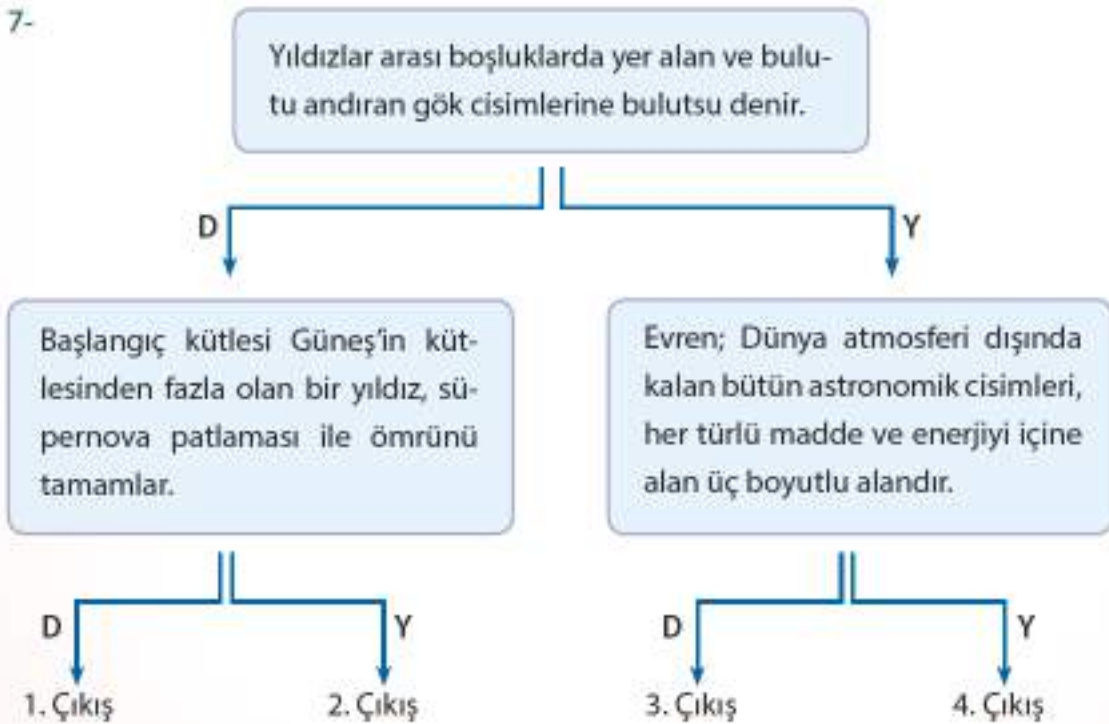 7-
Yıldızlar arası boşluklarda yer alan ve bulu-
tu andıran gök cisimlerine bulutsu denir.
D
Y
Başlangıç kütlesi Güneş'in küt-
lesinden fazla olan bir yıldız, sü-
pernova patlaması ile ömrünü
tamamlar.
Evren; Dünya atmosferi dışında
kalan bütün astronomik cisimleri,
her türlü madde ve enerjiyi içine
alan üç boyutlu alandır.
D
Y
D
Y
1. Çıkış
2. Çıkış
3. Çıkış
4. Çıkış